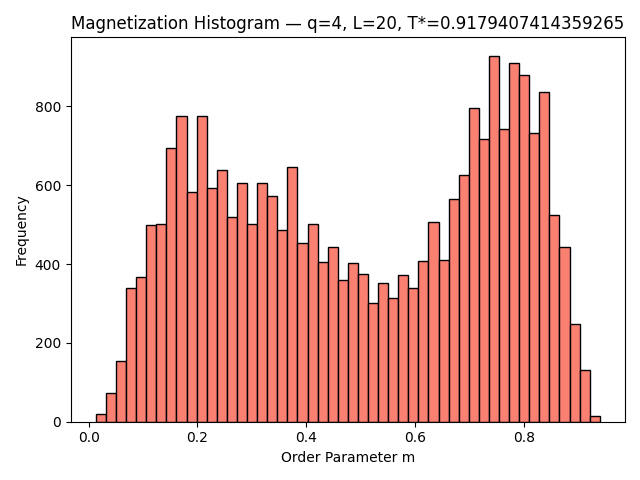 Magnetization Histogram — q=4, L=20, T*=0.9179407414359265
800
600
400
200
0
Frequency
0.0 0.2 0.4 0.6 0.8
Order Parameter m